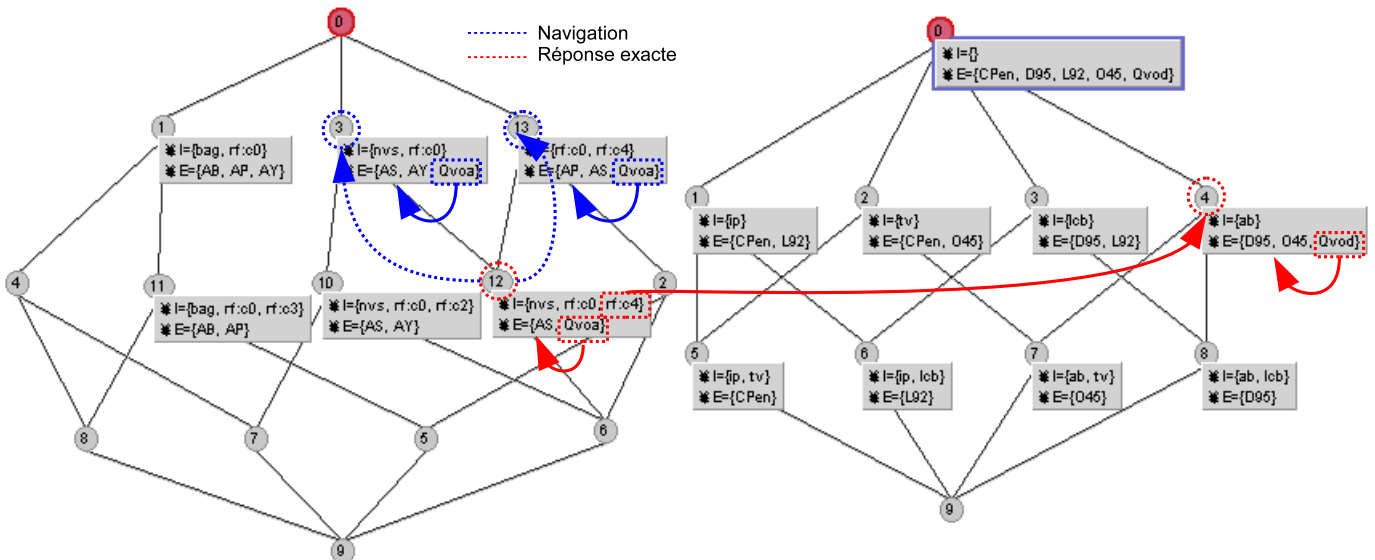 0
Navigation
Réponse exacte
1
I={bag, rf:c0}
E={AB, AP, AY}
3
I={nvs, rf:c0}
E={AS, AY, Qvoa}
13
I={rf:c0, rf:c4}
E={AP, AS, Qvoa}
4
11
I={bag, rf:c0, rf:c3}
E={AB, AP}
10
I={nvs, rf:c0, rf:c2}
E={AS, AY}
12
I={nvs, rf:c0, rf:c4}
E={AS, Qvoa}
2
8
7
5
6
9
0
I={}
E={CPen, D95, L92, O45, Qvod}
1
I={ip}
E={CPen, L92}
2
I={tv}
E={CPen, O45}
3
I={lcb}
E={D95, L92}
4
I={ab}
E={D95, O45, Qvod}
5
I={ip, tv}
E={CPen}
6
I={ip, lcb}
E={L92}
7
I={ab, tv}
E={O45}
8
I={ab, lcb}
E={D95}
9